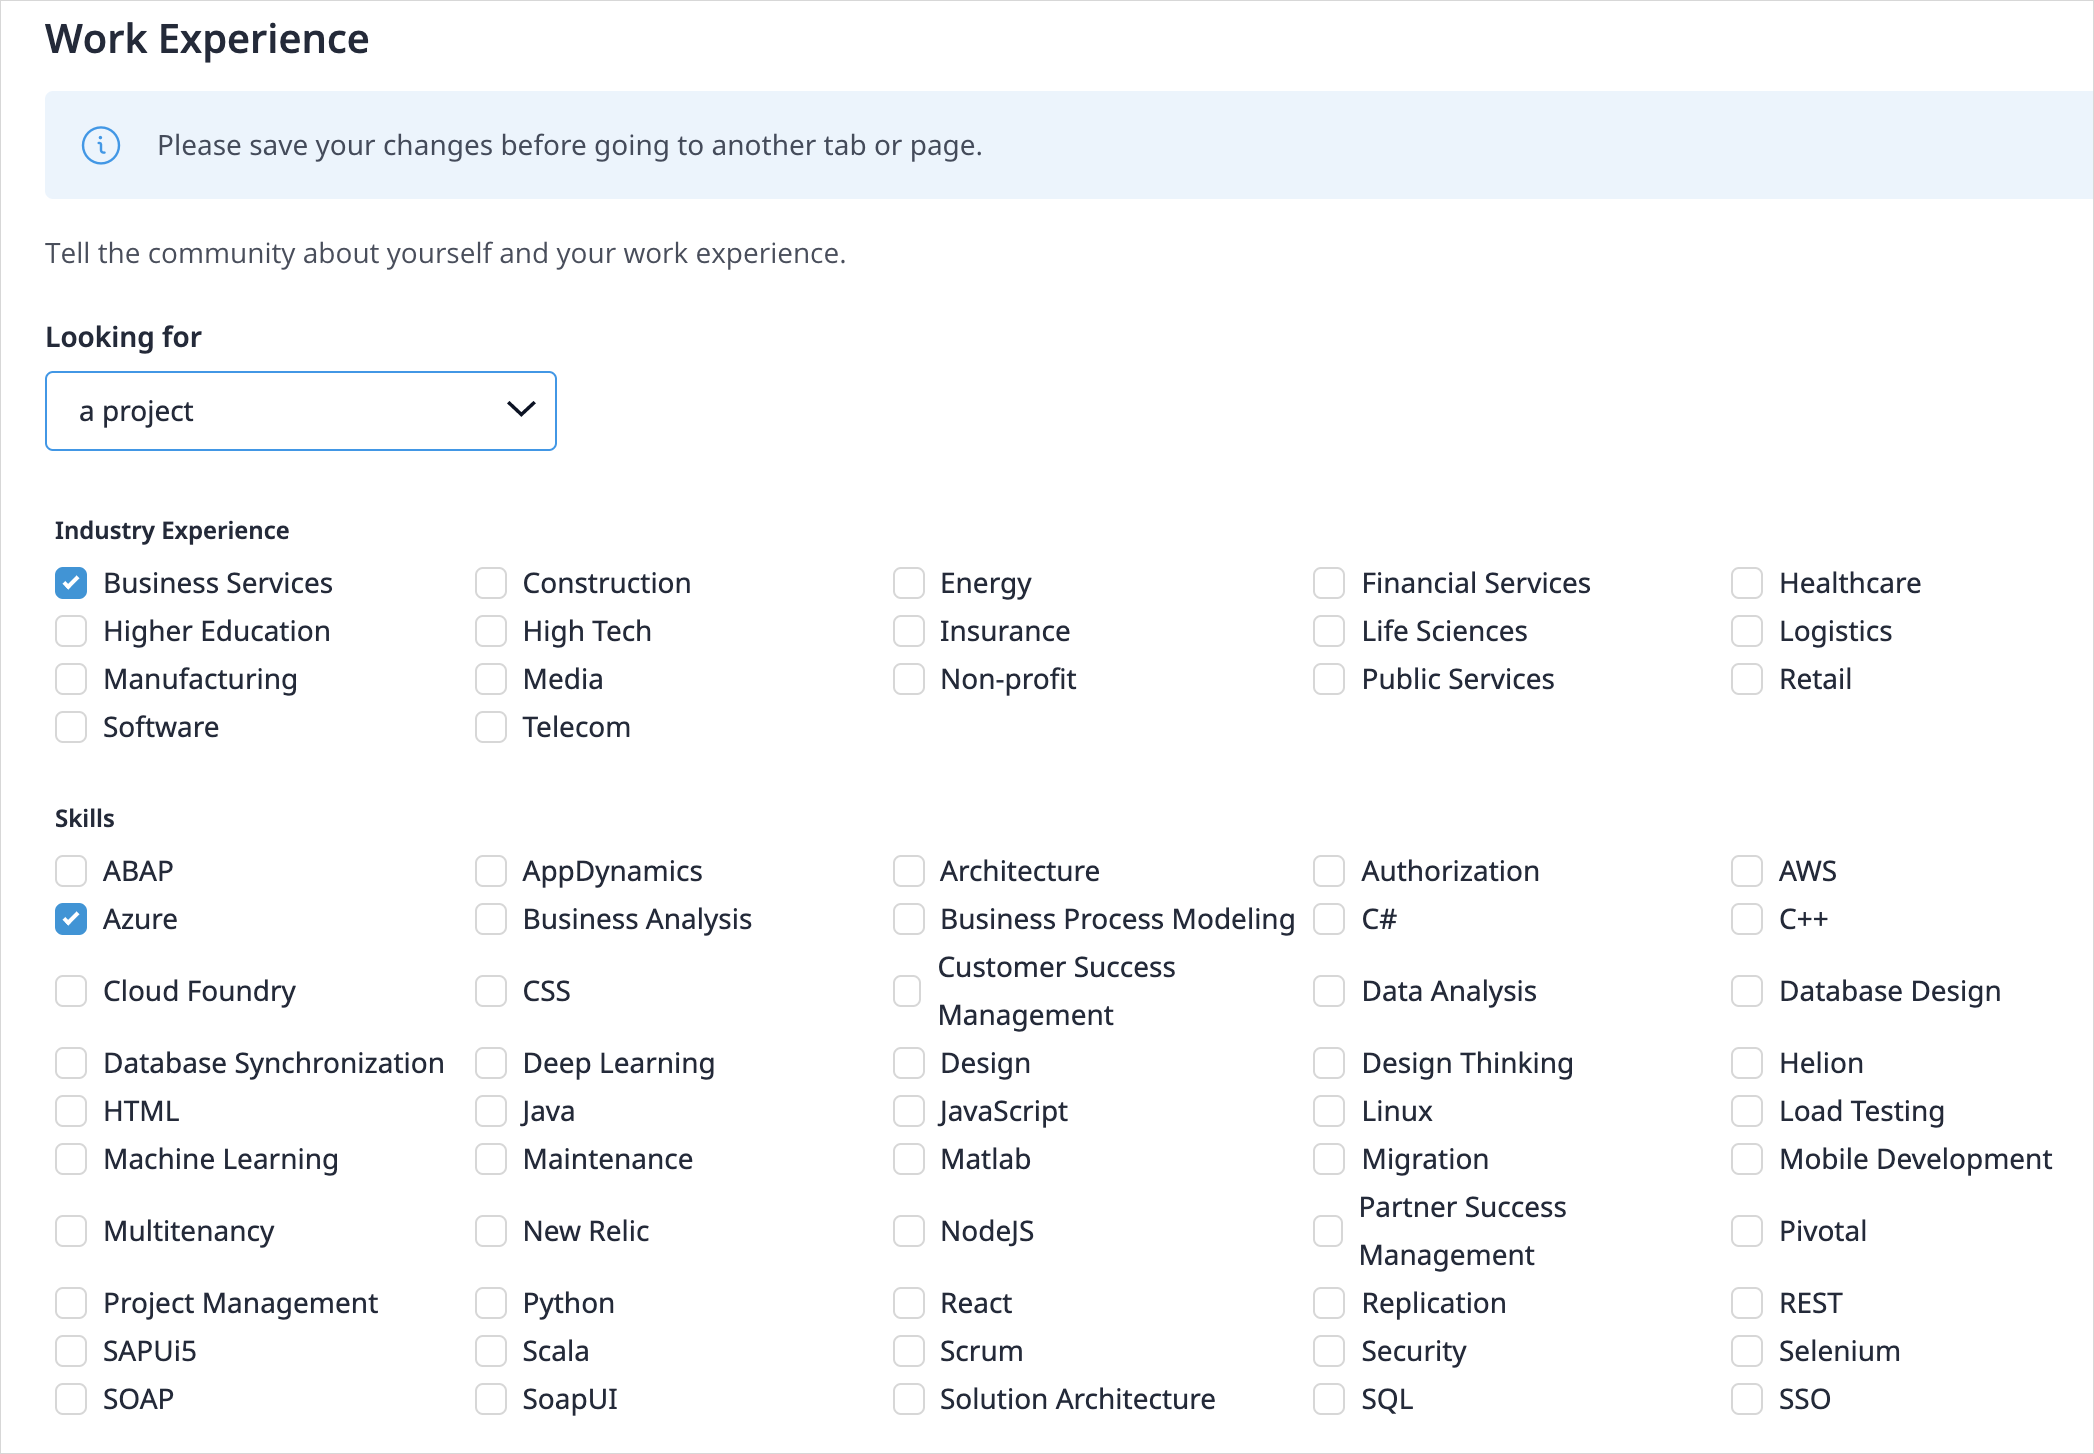 Work Experience
Please save your changes before going to another tab or page.
Tell the community about yourself and your work experience.
Looking for
a project
Industry Experience
Business Services Construction Energy Financial Services Healthcare
Higher Education High Tech Insurance Life Sciences Logistics
Manufacturing Media Non-profit Public Services Retail
Software Telecom
Skills
ABAP AppDynamics Architecture Authorization AWS
Azure Business Analysis Business Process Modeling C# C++
Cloud Foundry CSS Customer Success Management Data Analysis Database Design
Database Synchronization Deep Learning Design Design Thinking Helion
HTML Java JavaScript Linux Load Testing
Machine Learning Maintenance Matlab Migration Mobile Development
Multitenancy New Relic NodeJS Partner Success Management Pivotal
Project Management Python React Replication REST
SAPUi5 Scala Scrum Security Selenium
SOAP SoapUI Solution Architecture SQL SSO